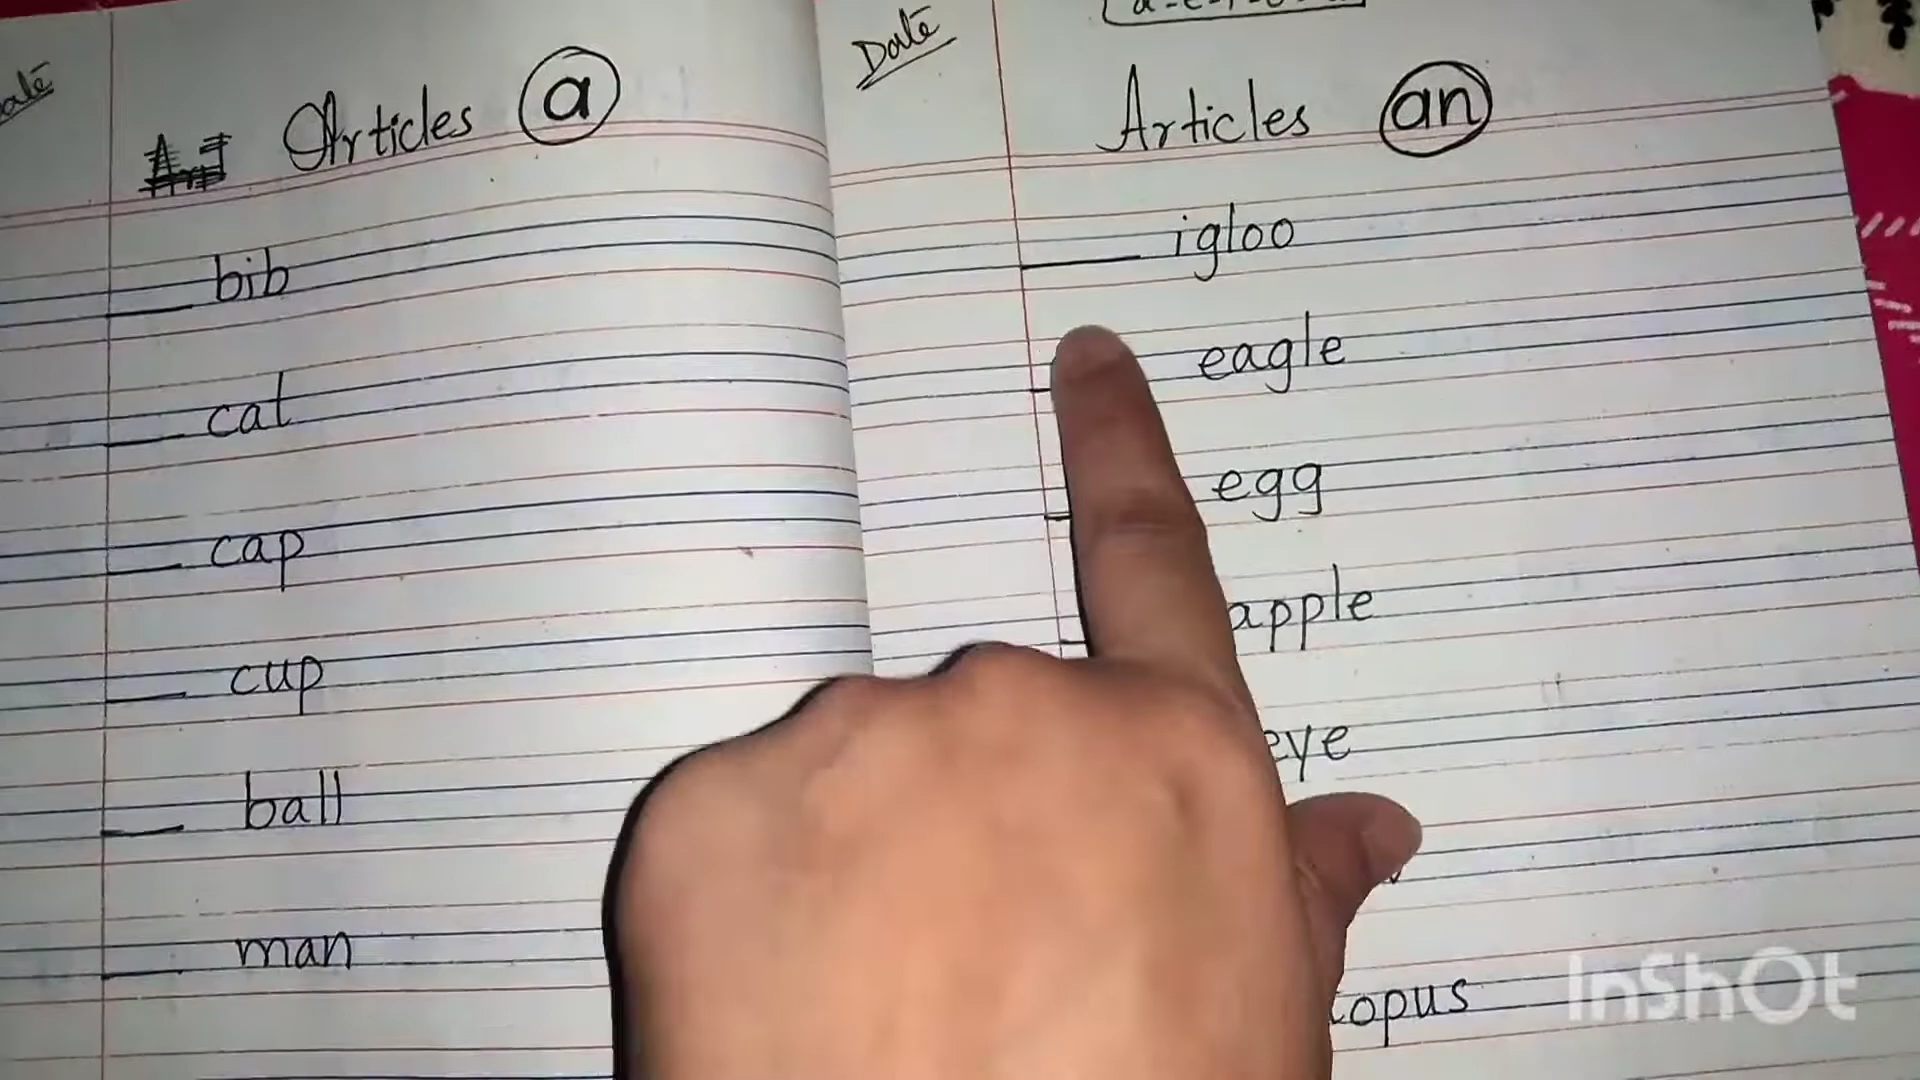 Date
Articles a
bib
cat
cap
cup
ball
man
Date
Articles an
igloo
eagle
egg
apple
eye
InShOt